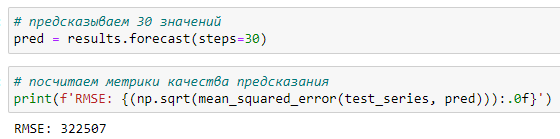 # предсказываем 30 значений
pred = results.forecast(steps=30)
# посчитаем метрики качества предсказания
print(f'RMSE: {(np.sqrt(mean_squared_error(test_series, pred))):.0f}')
RMSE: 322507